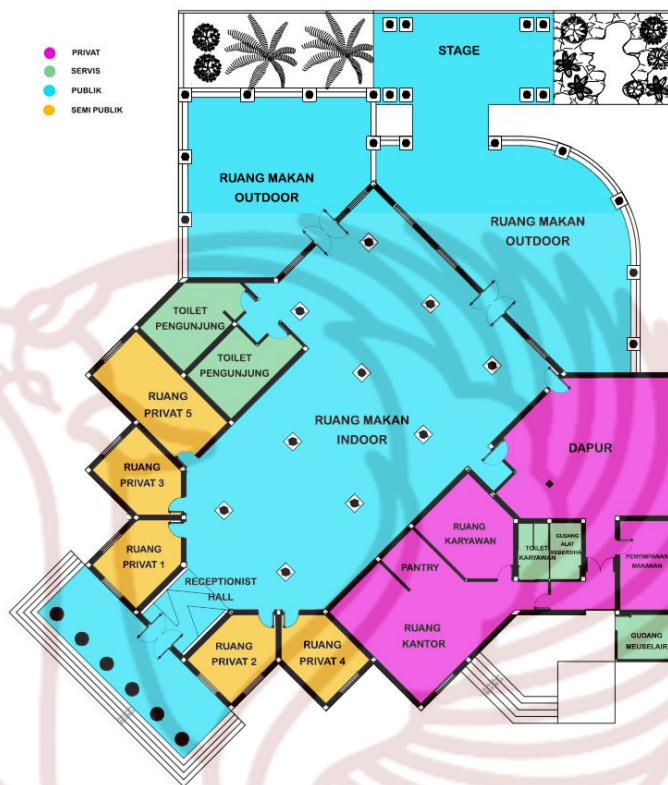 PRIVAT
SERVIS
PUBLIK
SEMI PUBLIK
STAGE
RUANG MAKAN
OUTDOOR
RUANG MAKAN
OUTDOOR
TOILET
PENGUNJUNG
TOILET
PENGUNJUNG
RUANG
PRIVAT 5
RUANG MAKAN
INDOOR
DAPUR
RUANG
PRIVAT 3
RUANG
KARYAWAN
TOILET
KARYAWAN
GUDANG
ALAT
PENYIMPANAN
MAKANAN
RUANG
PRIVAT 1
PANTRY
RECEPTIONIST
HALL
RUANG
KANTOR
RUANG
PRIVAT 2
RUANG
PRIVAT 4
GUDANG
MEUBELAIR